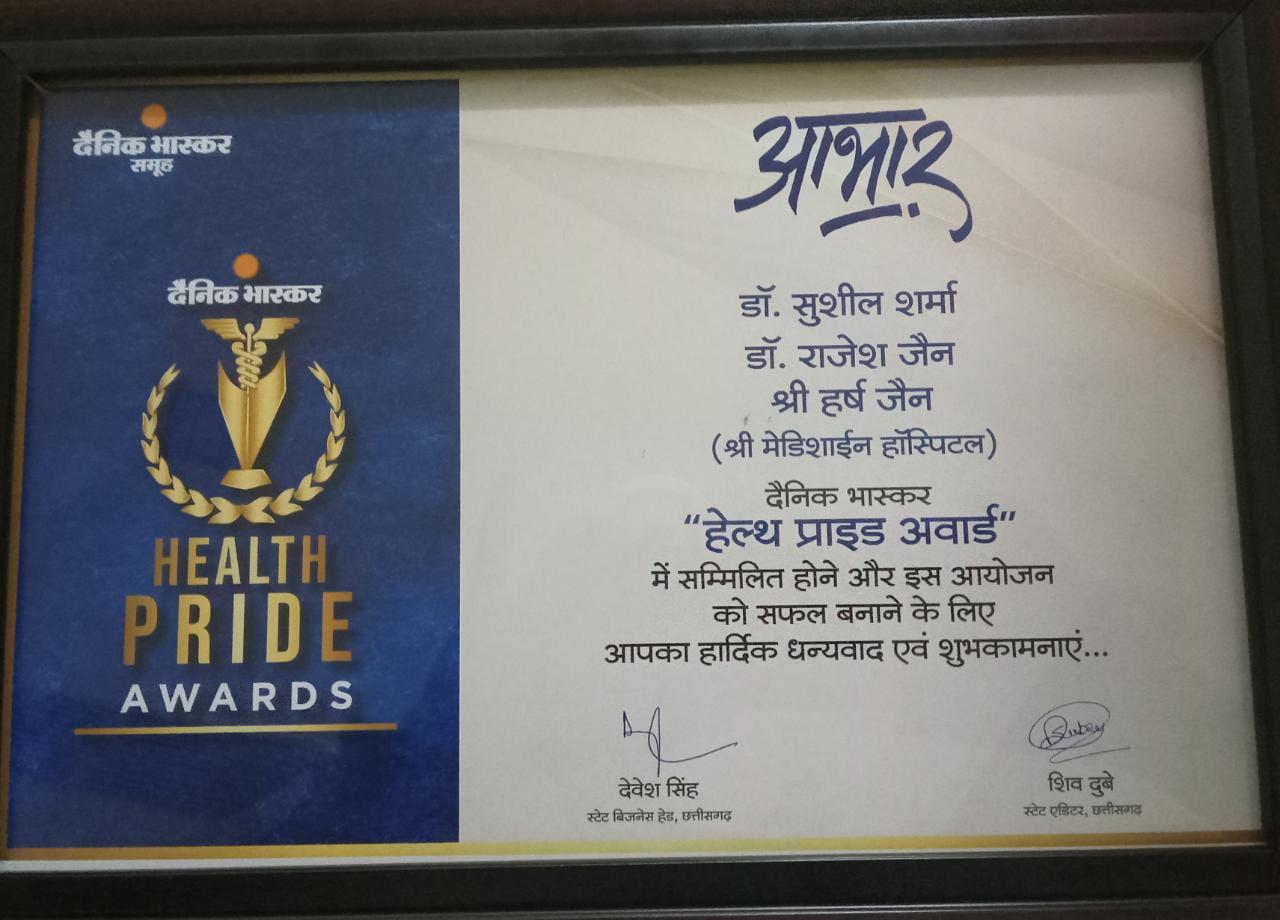 दैनिक भास्कर
समूह
दैनिक भास्कर
HEALTH
PRIDE
AWARDS
आभार
डॉ. सुशील शर्मा
डॉ. राजेश जैन
श्री हर्ष जैन
(श्री मेडिशाईन हॉस्पिटल)
दैनिक भास्कर
“हेल्थ प्राइड अवार्ड”
में सम्मिलित होने और इस आयोजन
को सफल बनाने के लिए
आपका हार्दिक धन्यवाद एवं शुभकामनाएं...
देवेश सिंह
स्टेट बिजनेस हेड, छत्तीसगढ़
शिव दुबे
स्टेट एडिटर, छत्तीसगढ़